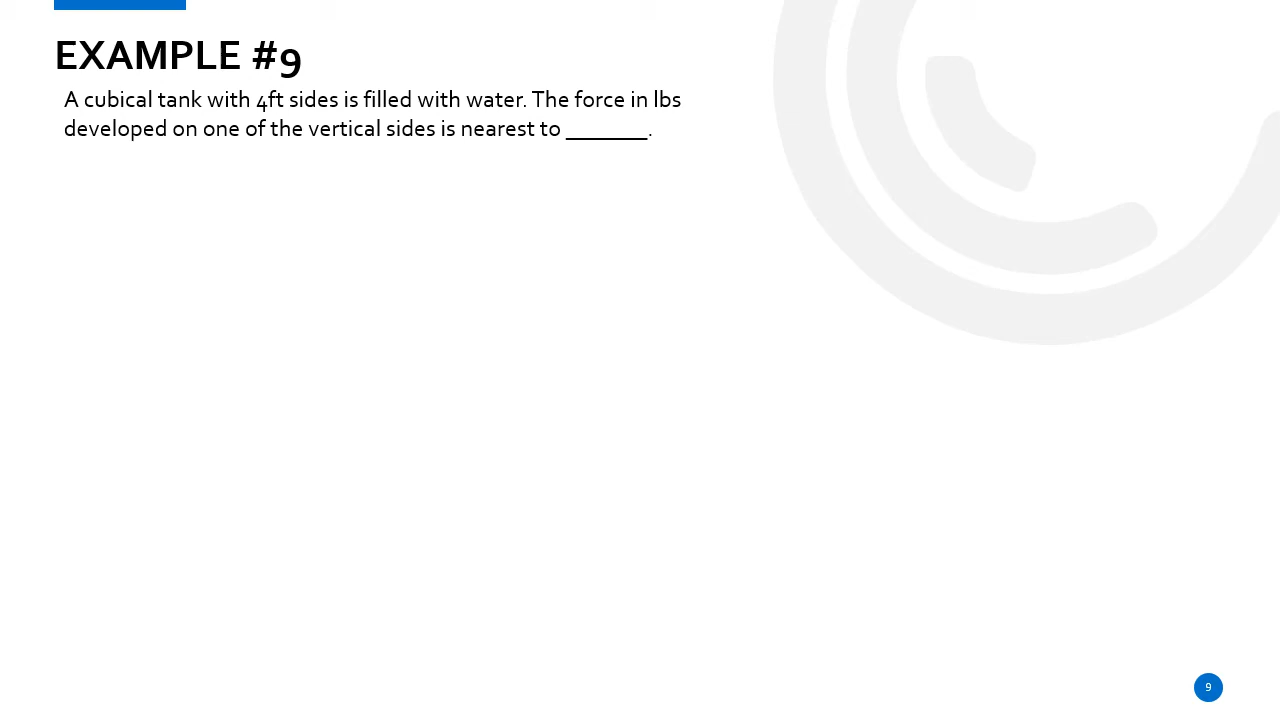 EXAMPLE #9
A cubical tank with 4ft sides is filled with water. The force in lbs
developed on one of the vertical sides is nearest to _______.
9